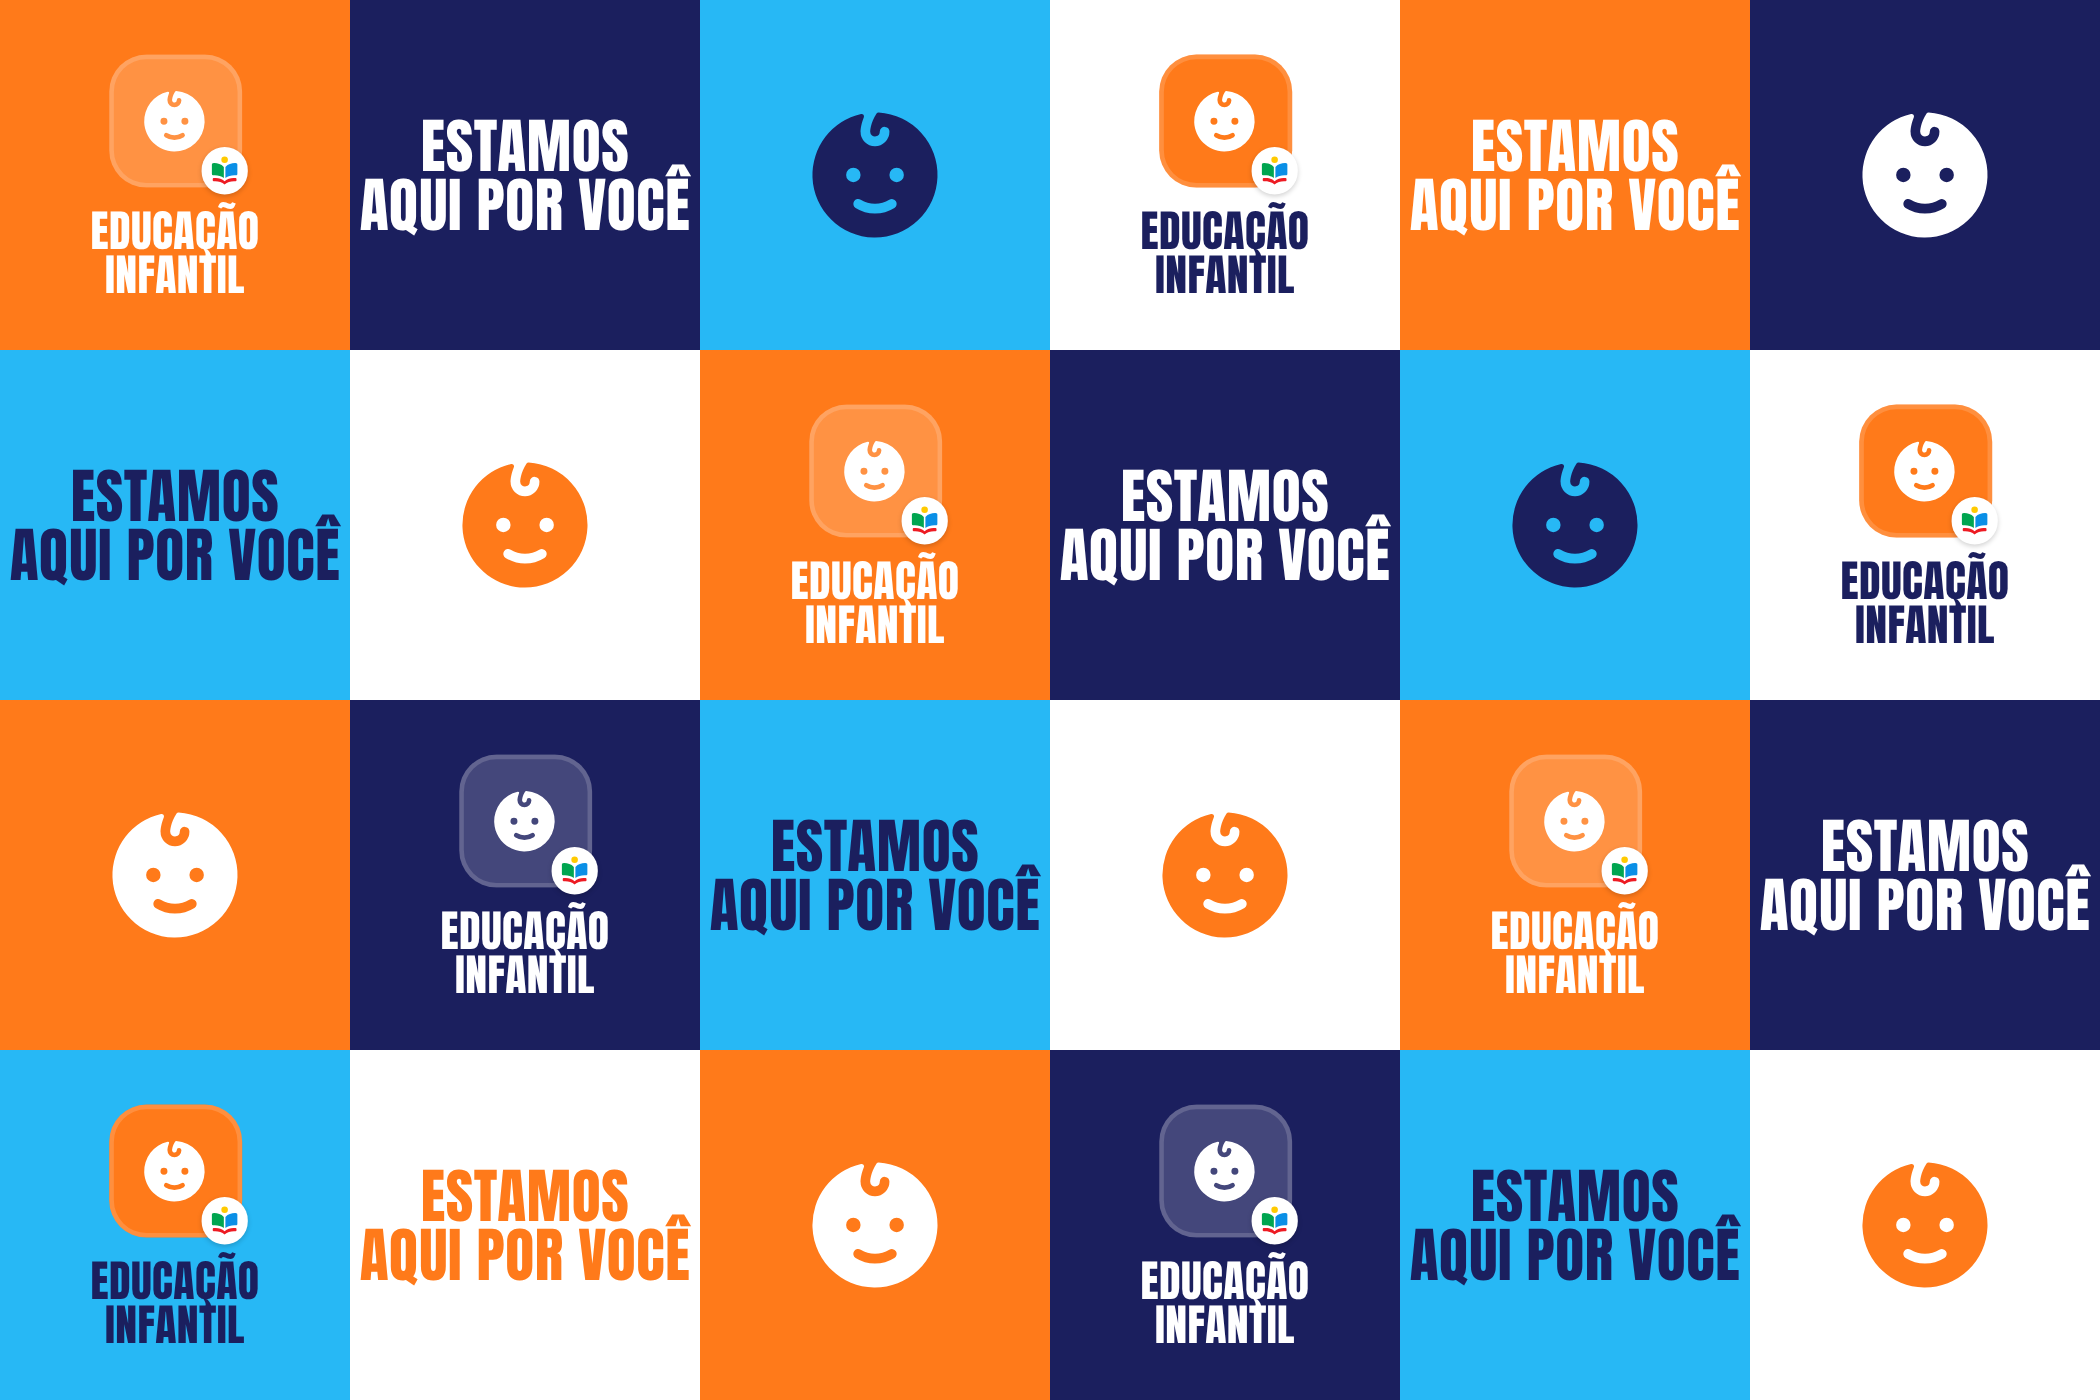 EDUCAÇÃO
INFANTIL
ESTAMOS
AQUI POR VOCÊ
EDUCAÇÃO
INFANTIL
ESTAMOS
AQUI POR VOCÊ
ESTAMOS
AQUI POR VOCÊ
EDUCAÇÃO
INFANTIL
ESTAMOS
AQUI POR VOCÊ
EDUCAÇÃO
INFANTIL
EDUCAÇÃO
INFANTIL
ESTAMOS
AQUI POR VOCÊ
EDUCAÇÃO
INFANTIL
ESTAMOS
AQUI POR VOCÊ
EDUCAÇÃO
INFANTIL
ESTAMOS
AQUI POR VOCÊ
EDUCAÇÃO
INFANTIL
ESTAMOS
AQUI POR VOCÊ